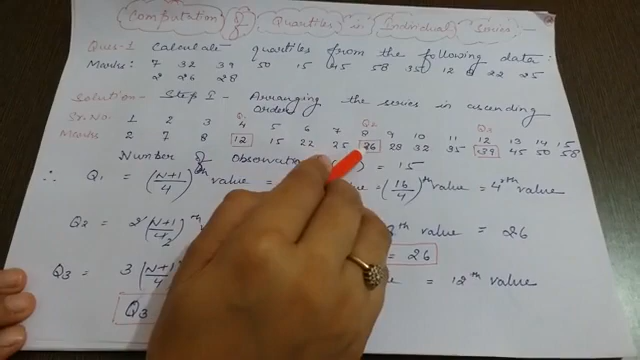 Computation of Quartiles in Individual Series:
Ques-1 Calculate quartiles from the following data:
Marks: 7 32 39 50 15 45 58 35 12 8 22 25
2 26 28
Solution- Step I- Arranging the series in ascending
Order. Q1 Q2 Q3
Sr.No: 1 2 3 4 5 6 7 8 9 10 11 12 13 14 15
Marks 2 7 8 12 15 22 25 26 28 32 35 39 45 50 58
Number of Observations = 15
∴ Q1 = (N+1/4)th value = value = (16/4)th value = 4th value
Q2 = 2(N+1/4)th value = 26
= 26
Q3 = 3(N+1/4) = 12th value
Q3